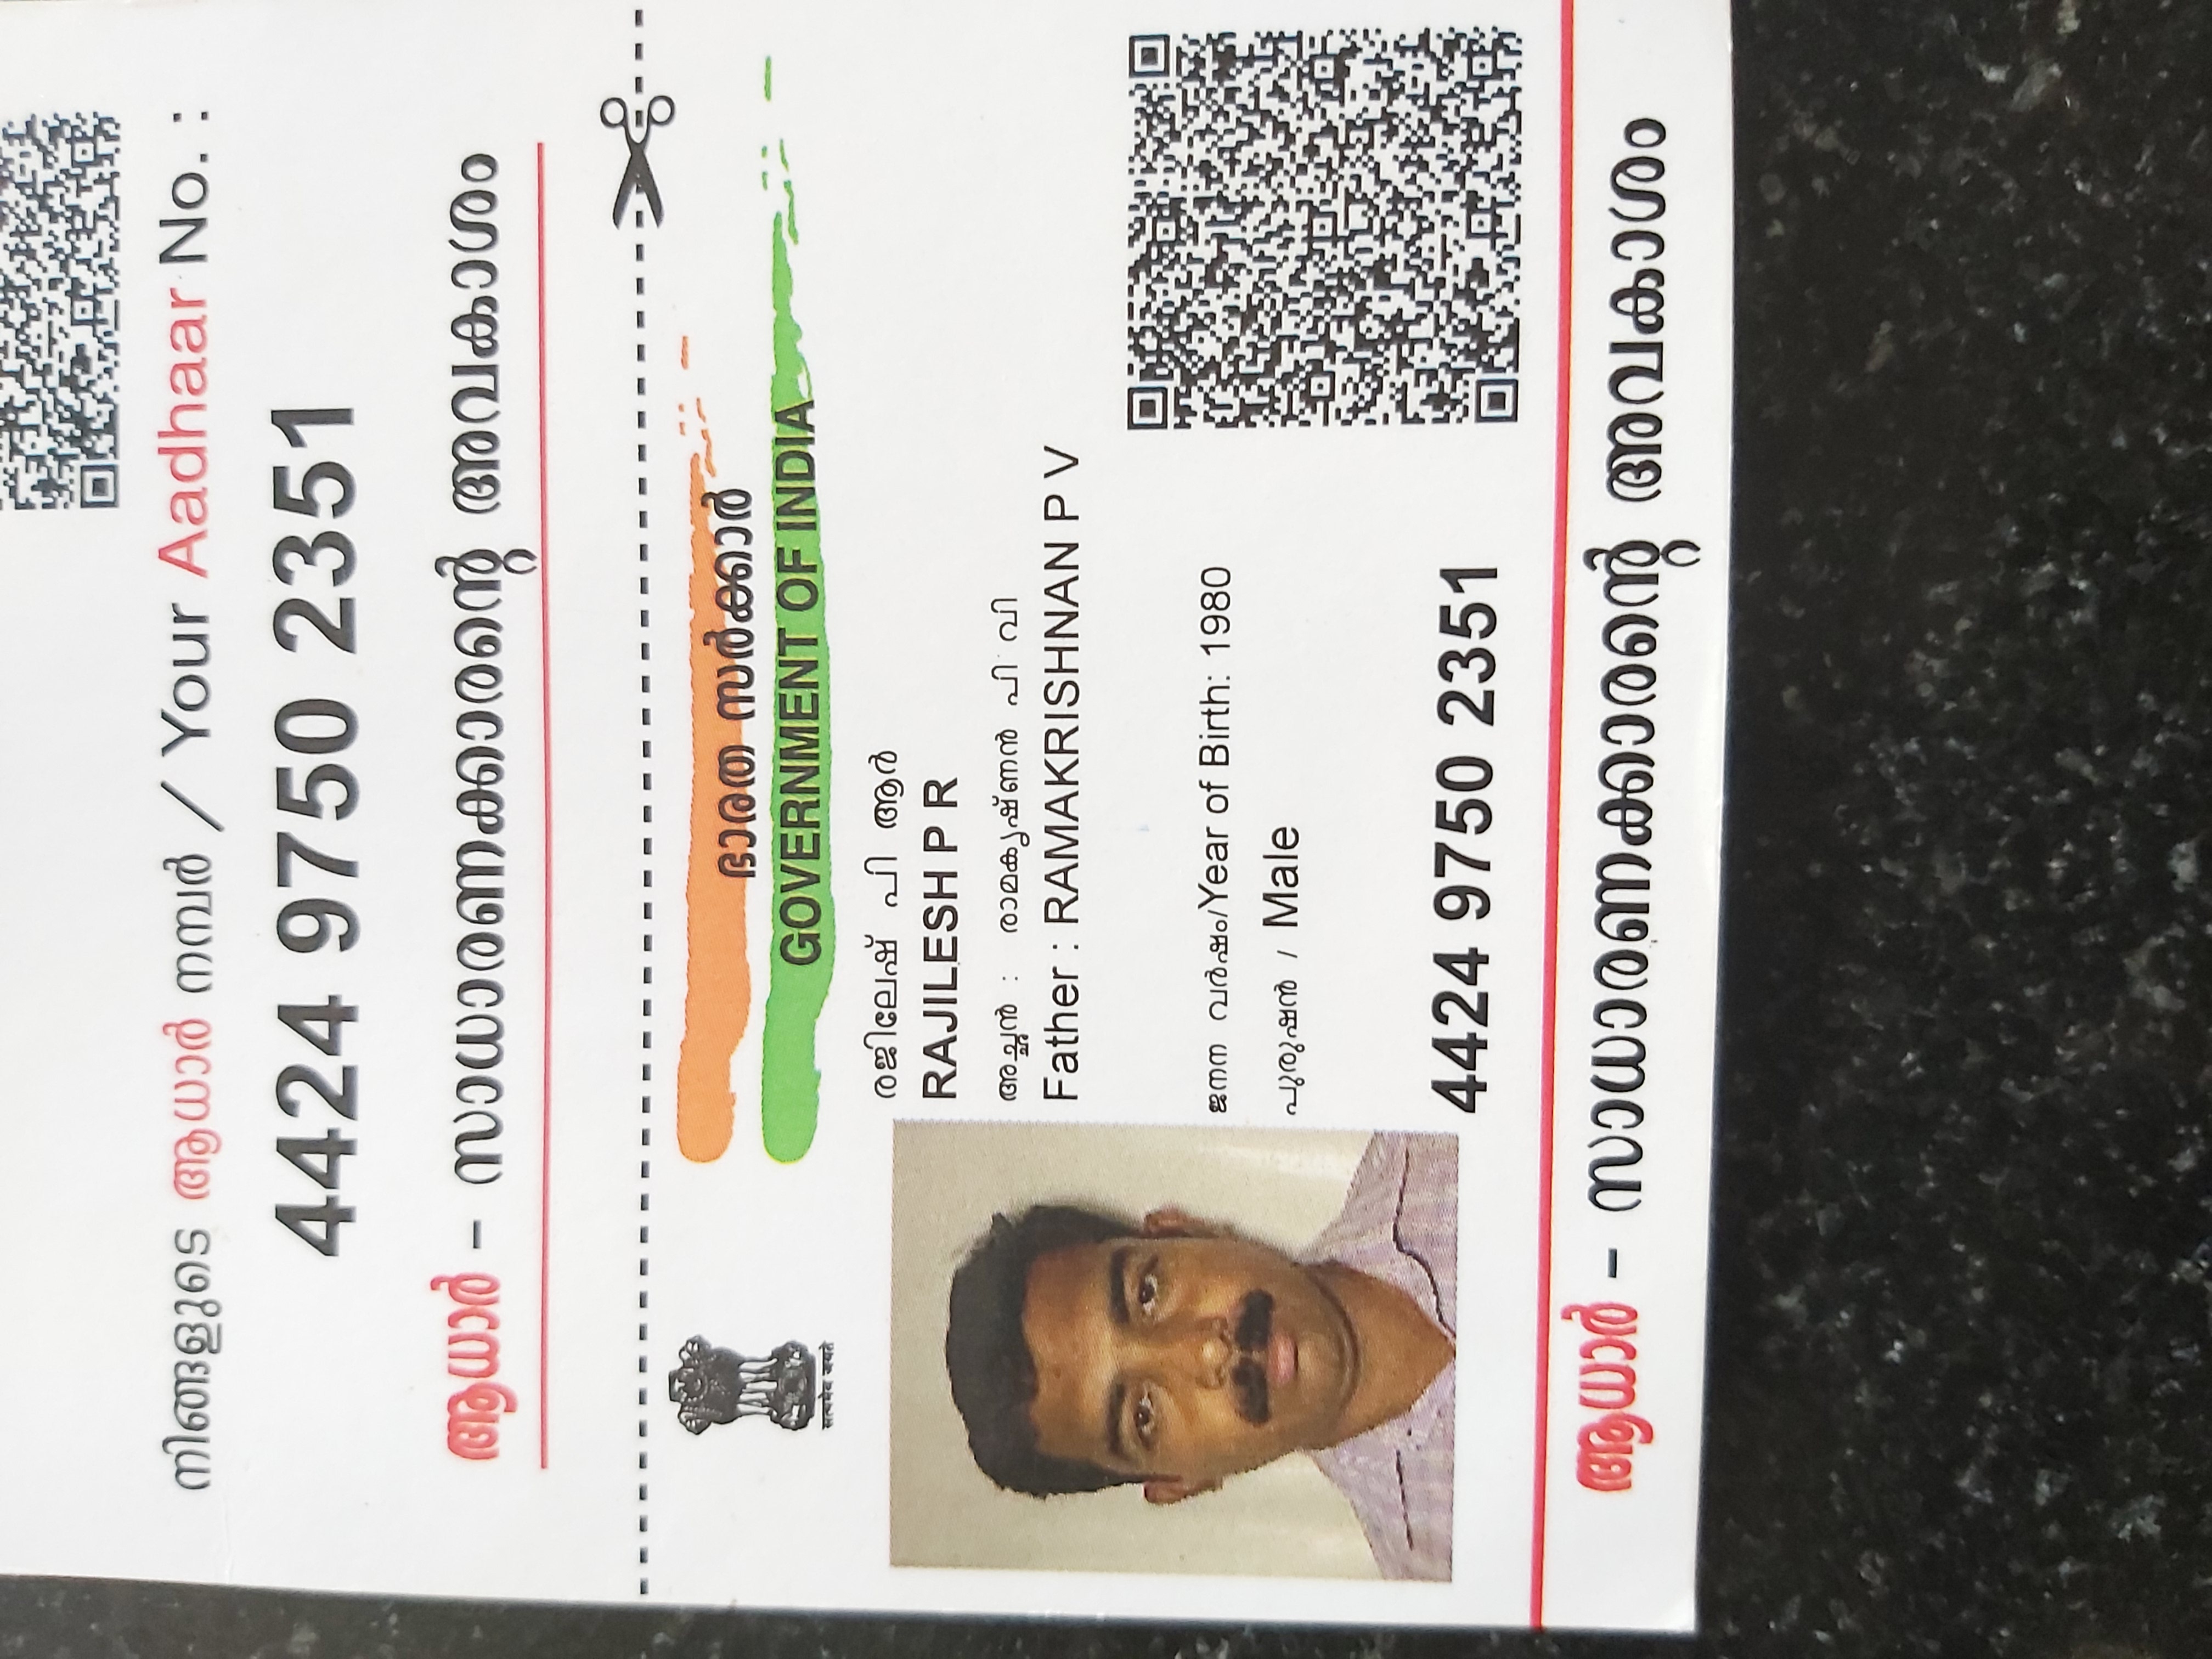 നിങ്ങളുടെ ആധാർ നമ്പർ / Your Aadhaar No. :
4424 9750 2351
ആധാർ - സാധാരണക്കാരന്റെ അവകാശം
ഭാരത സർക്കാർ
GOVERNMENT OF INDIA
सत्यमेव जयते
രജിലേഷ് പി ആർ
RAJILESH P R
അച്ഛൻ : രാമകൃഷ്ണൻ പി വി
Father : RAMAKRISHNAN P V
ജനന വർഷം/Year of Birth: 1980
പുരുഷൻ / Male
4424 9750 2351
ആധാർ - സാധാരണക്കാരന്റെ അവകാശം